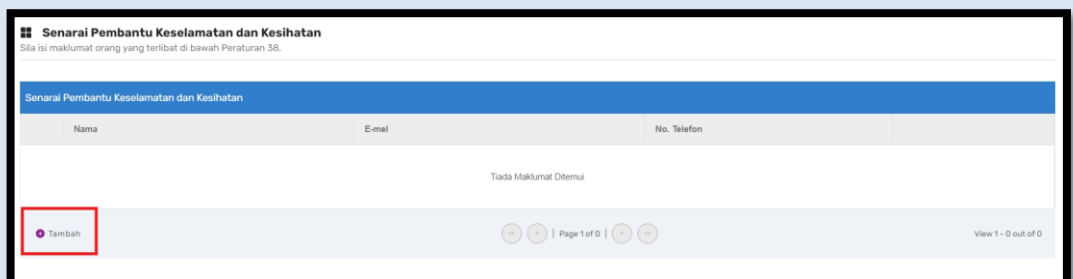 Senarai Pembantu Keselamatan dan Kesihatan
Sila isi maklumat orang yang terlibat di bawah Peraturan 38.
Senarai Pembantu Keselamatan dan Kesihatan
Nama E-mel No. Telefon
Tiada Maklumat Ditemui
Tambah | Page 1 of 0 | View 1 - 0 out of 0